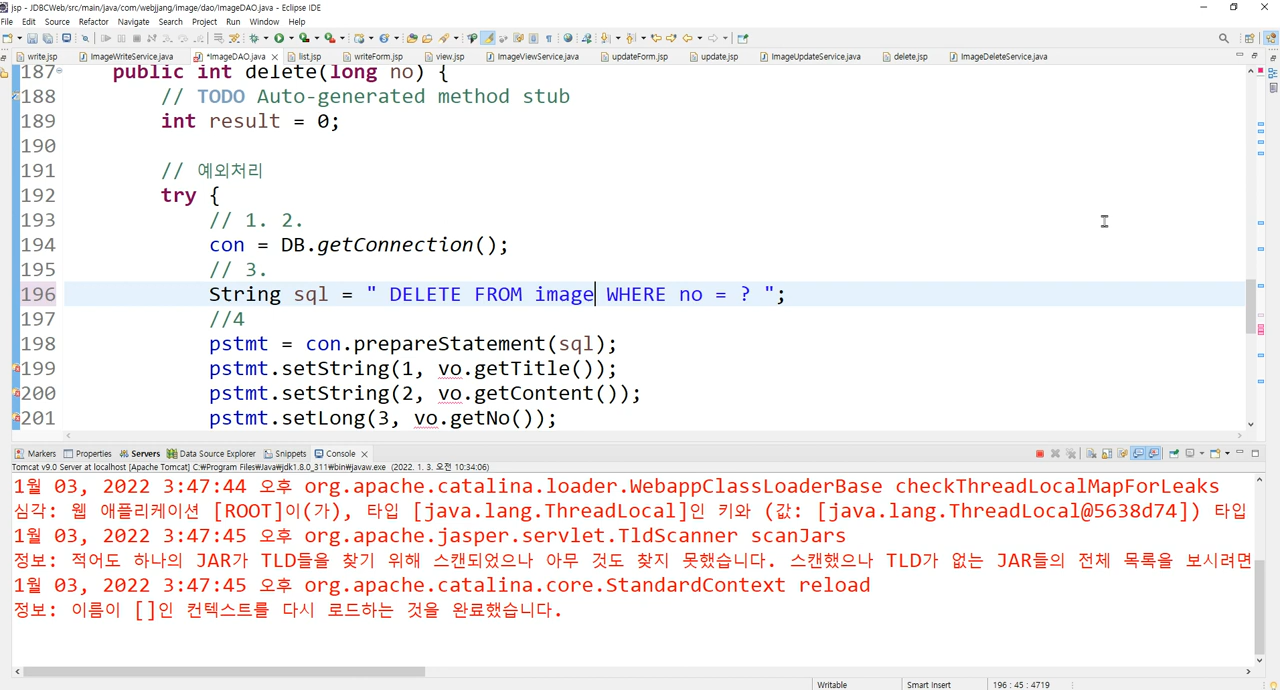 jsp - JDBCWeb/src/main/java/com/webjjang/image/dao/ImageDAO.java - Eclipse IDE
File Edit Source Refactor Navigate Search Project Run Window Help
write.jsp ImageWriteService.java *ImageDAO.java list.jsp writeForm.jsp view.jsp ImageViewService.java updateForm.jsp update.jsp ImageUpdateService.java delete.jsp ImageDeleteService.java
187 public int delete(long no) {
188 // TODO Auto-generated method stub
189 int result = 0;
190
191 // 예외처리
192 try {
193 // 1. 2.
194 con = DB.getConnection();
195 // 3.
196 String sql = " DELETE FROM image WHERE no = ? ";
197 //4
198 pstmt = con.prepareStatement(sql);
199 pstmt.setString(1, vo.getTitle());
200 pstmt.setString(2, vo.getContent());
201 pstmt.setLong(3, vo.getNo());
Markers Properties Servers Data Source Explorer Snippets Console
Tomcat v9.0 Server at localhost [Apache Tomcat] C:₩Program Files₩Java₩jdk1.8.0_311₩bin₩javaw.exe (2022. 1. 3. 오전 10:34:06)
1월 03, 2022 3:47:44 오후 org.apache.catalina.loader.WebappClassLoaderBase checkThreadLocalMapForLeaks
심각: 웹 애플리케이션 [ROOT]이(가), 타입 [java.lang.ThreadLocal]인 키와 (값: [java.lang.ThreadLocal@5638d74]) 타입
1월 03, 2022 3:47:45 오후 org.apache.jasper.servlet.TldScanner scanJars
정보: 적어도 하나의 JAR가 TLD들을 찾기 위해 스캔되었으나 아무 것도 찾지 못했습니다. 스캔했으나 TLD가 없는 JAR들의 전체 목록을 보시려면
1월 03, 2022 3:47:45 오후 org.apache.catalina.core.StandardContext reload
정보: 이름이 []인 컨텍스트를 다시 로드하는 것을 완료했습니다.
Writable Smart Insert 196 : 45 : 4719